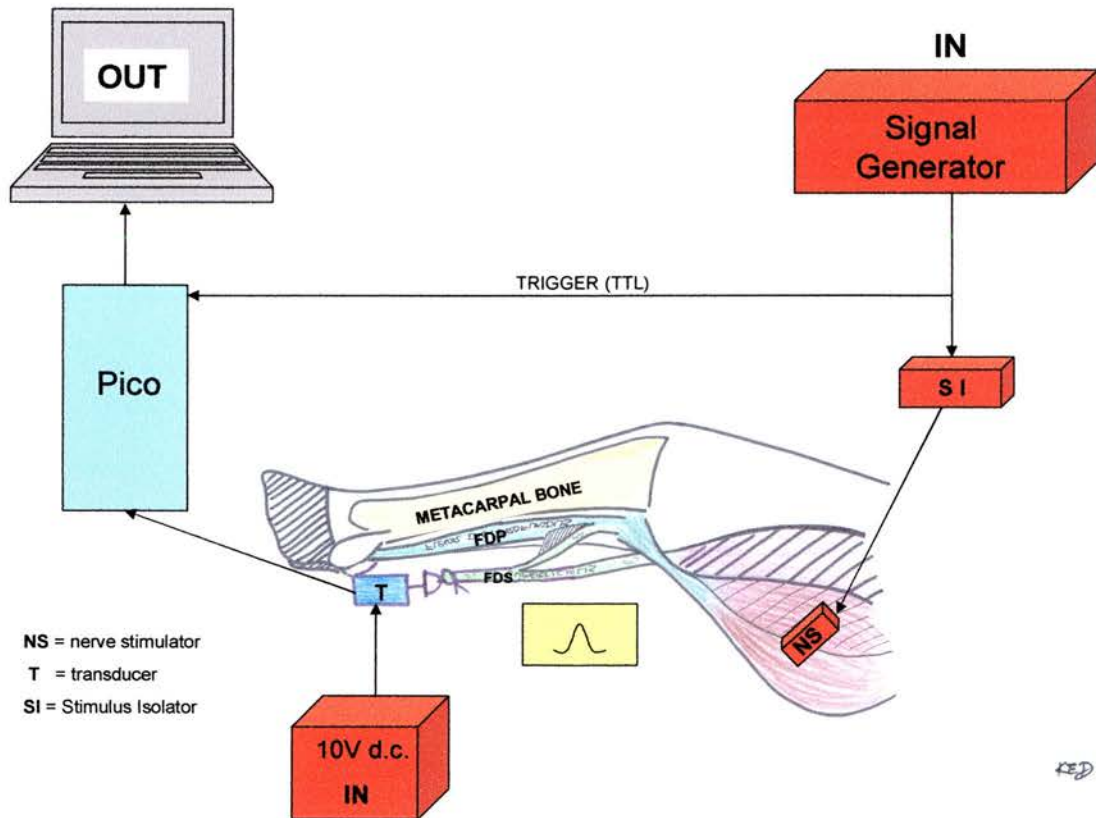 OUT
IN
Signal
Generator
TRIGGER (TTL)
Pico
S I
METACARPAL BONE
FDP
FDS
T
NS
NS = nerve stimulator
T = transducer
SI = Stimulus Isolator
10V d.c.
IN
KED